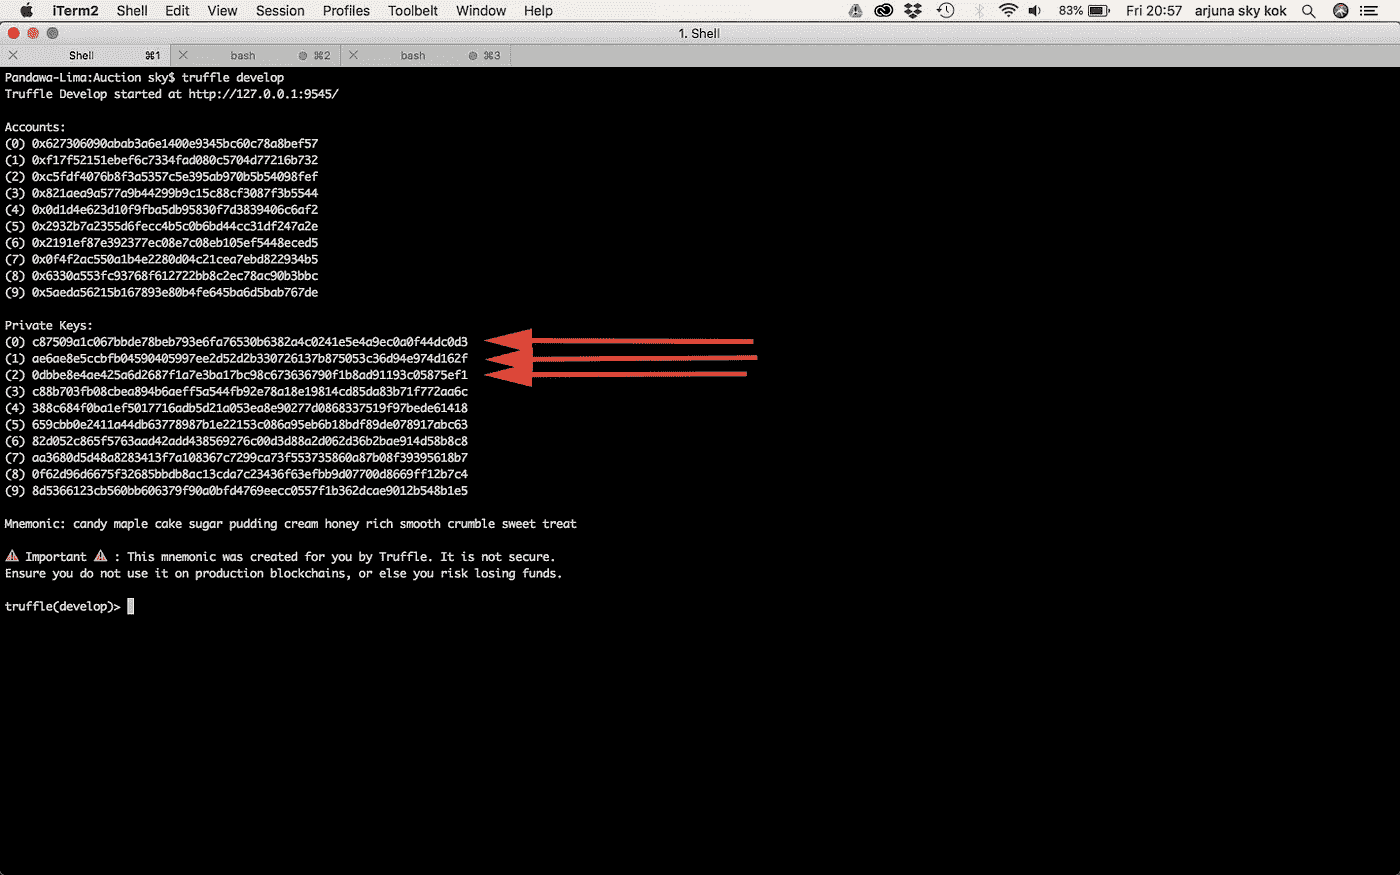 iTerm2 Shell Edit View Session Profiles Toolbelt Window Help 83% Fri 20:57 arjuna sky kok
1. Shell
Shell ⌘1 bash ⌘2 bash ⌘3
Pandawa-Lima:Auction sky$ truffle develop
Truffle Develop started at http://127.0.0.1:9545/
Accounts:
(0) 0x627306090abab3a6e1400e9345bc60c78a8bef57
(1) 0xf17f52151ebef6c7334fad080c5704d77216b732
(2) 0xc5fdf4076b8f3a5357c5e395ab970b5b54098fef
(3) 0x821aea9a577a9b44299b9c15c88cf3087f3b5544
(4) 0x0d1d4e623d10f9fba5db95830f7d3839406c6af2
(5) 0x2932b7a2355d6fecc4b5c0b6bd44cc31df247a2e
(6) 0x2191ef87e392377ec08e7c08eb105ef5448eced5
(7) 0x0f4f2ac550a1b4e2280d04c21cea7ebd822934b5
(8) 0x6330a553fc93768f612722bb8c2ec78ac90b3bbc
(9) 0x5aeda56215b167893e80b4fe645ba6d5bab767de
Private Keys:
(0) c87509a1c067bbde78beb793e6fa76530b6382a4c0241e5e4a9ec0a0f44dc0d3
(1) ae6ae8e5ccbfb04590405997ee2d52d2b330726137b875053c36d94e974d162f
(2) 0dbbe8e4ae425a6d2687f1a7e3ba17bc98c673636790f1b8ad91193c05875ef1
(3) c88b703fb08cbea894b6aeff5a544fb92e78a18e19814cd85da83b71f772aa6c
(4) 388c684f0ba1ef5017716adb5d21a053ea8e90277d0868337519f97bede61418
(5) 659cbb0e2411a44db63778987b1e22153c086a95eb6b18bdf89de078917abc63
(6) 82d052c865f5763aad42add438569276c00d3d88a2d062d36b2bae914d58b8c8
(7) aa3680d5d48a8283413f7a108367c7299ca73f553735860a87b08f39395618b7
(8) 0f62d96d6675f32685bbdb8ac13cda7c23436f63efbb9d07700d8669ff12b7c4
(9) 8d5366123cb560bb606379f90a0bfd4769eecc0557f1b362dcae9012b548b1e5
Mnemonic: candy maple cake sugar pudding cream honey rich smooth crumble sweet treat
⚠️ Important ⚠️ : This mnemonic was created for you by Truffle. It is not secure.
Ensure you do not use it on production blockchains, or else you risk losing funds.
truffle(develop)>